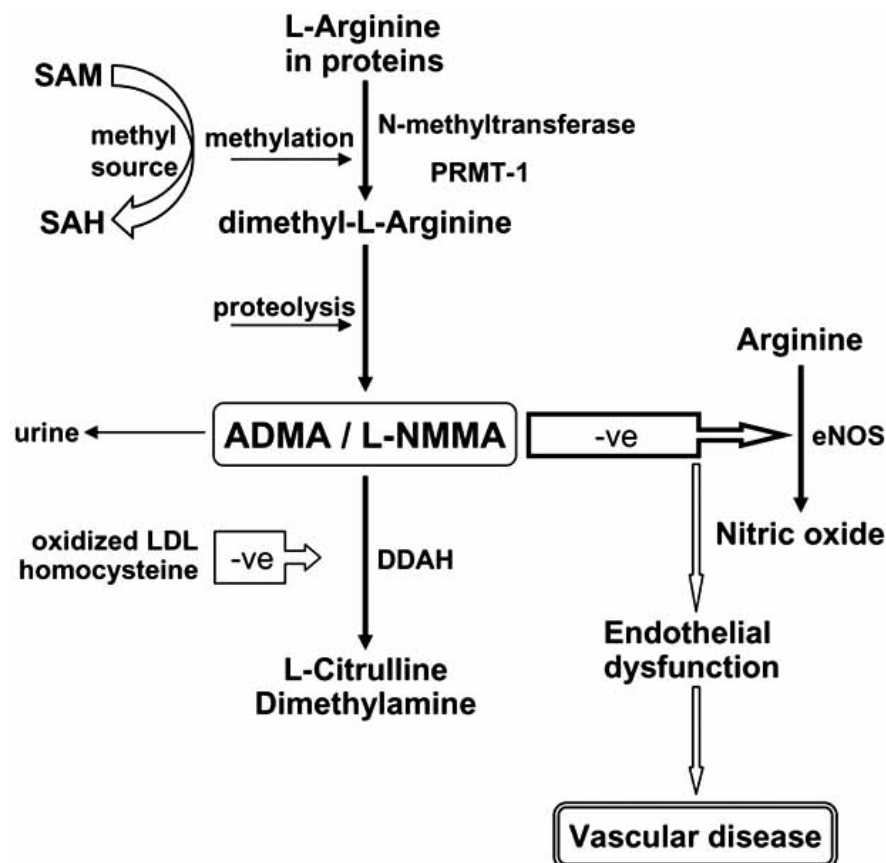 L-Arginine
in proteins
SAM
methyl
source
SAH
methylation
N-methyltransferase
PRMT-1
dimethyl-L-Arginine
proteolysis
Arginine
urine
ADMA / L-NMMA
-ve
eNOS
Nitric oxide
oxidized LDL
homocysteine
-ve
DDAH
Endothelial
dysfunction
L-Citrulline
Dimethylamine
Vascular disease